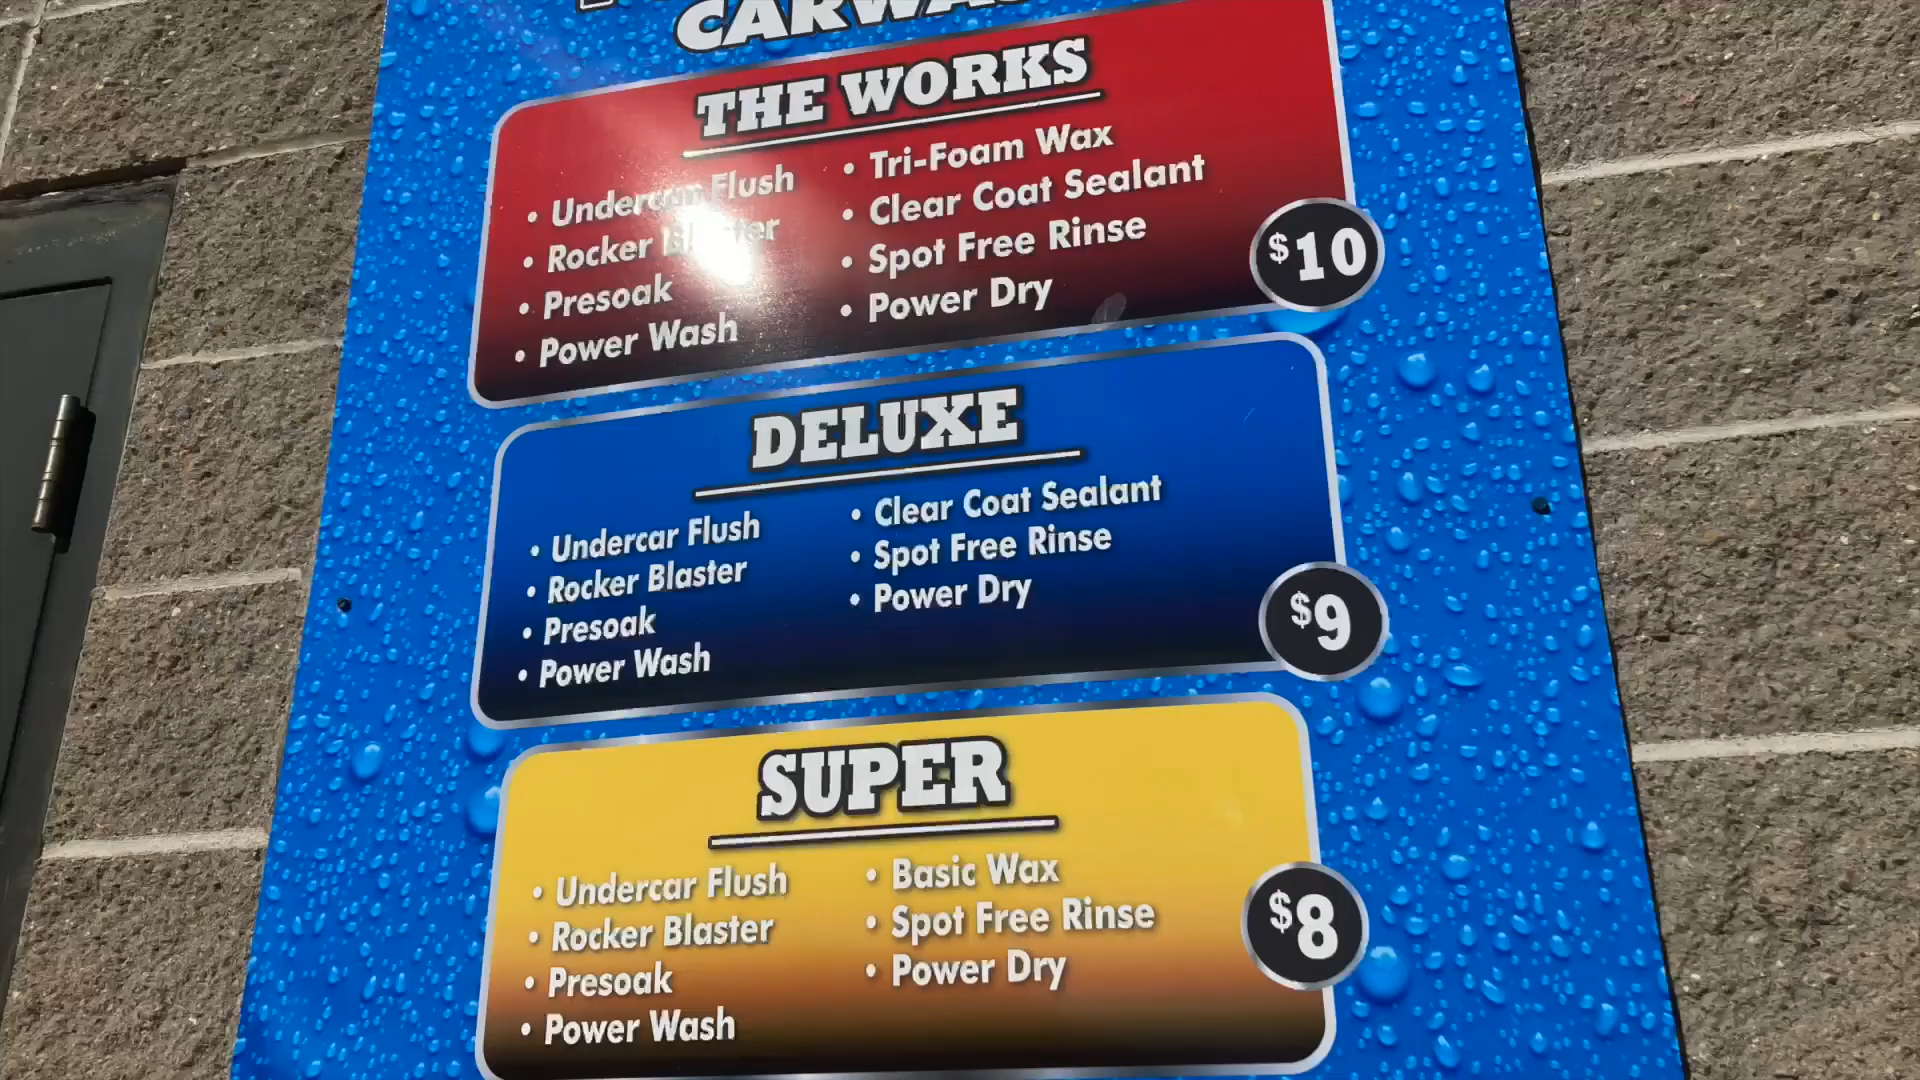 THE WORKS
• Undercar Flush
• Rocker Blaster
• Presoak
• Power Wash
• Tri-Foam Wax
• Clear Coat Sealant
• Spot Free Rinse
• Power Dry
$10
DELUXE
• Undercar Flush
• Rocker Blaster
• Presoak
• Power Wash
• Clear Coat Sealant
• Spot Free Rinse
• Power Dry
$9
SUPER
• Undercar Flush
• Rocker Blaster
• Presoak
• Power Wash
• Basic Wax
• Spot Free Rinse
• Power Dry
$8